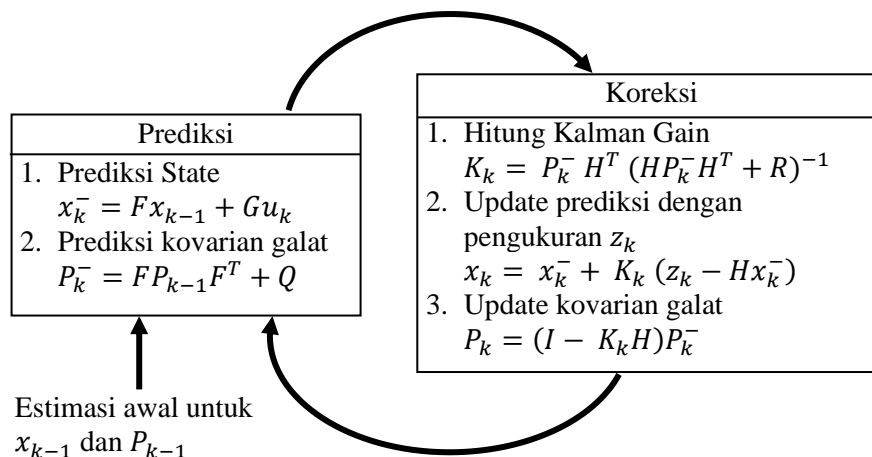 Prediksi
1. Prediksi State
x_k^- = Fx_{k-1} + Gu_k
2. Prediksi kovarian galat
P_k^- = FP_{k-1}F^T + Q
Estimasi awal untuk
x_{k-1} dan P_{k-1}
Koreksi
1. Hitung Kalman Gain
K_k = P_k^- H^T (HP_k^-H^T + R)^{-1}
2. Update prediksi dengan
pengukuran z_k
x_k = x_k^- + K_k (z_k − Hx_k^-)
3. Update kovarian galat
P_k = (I − K_kH)P_k^-